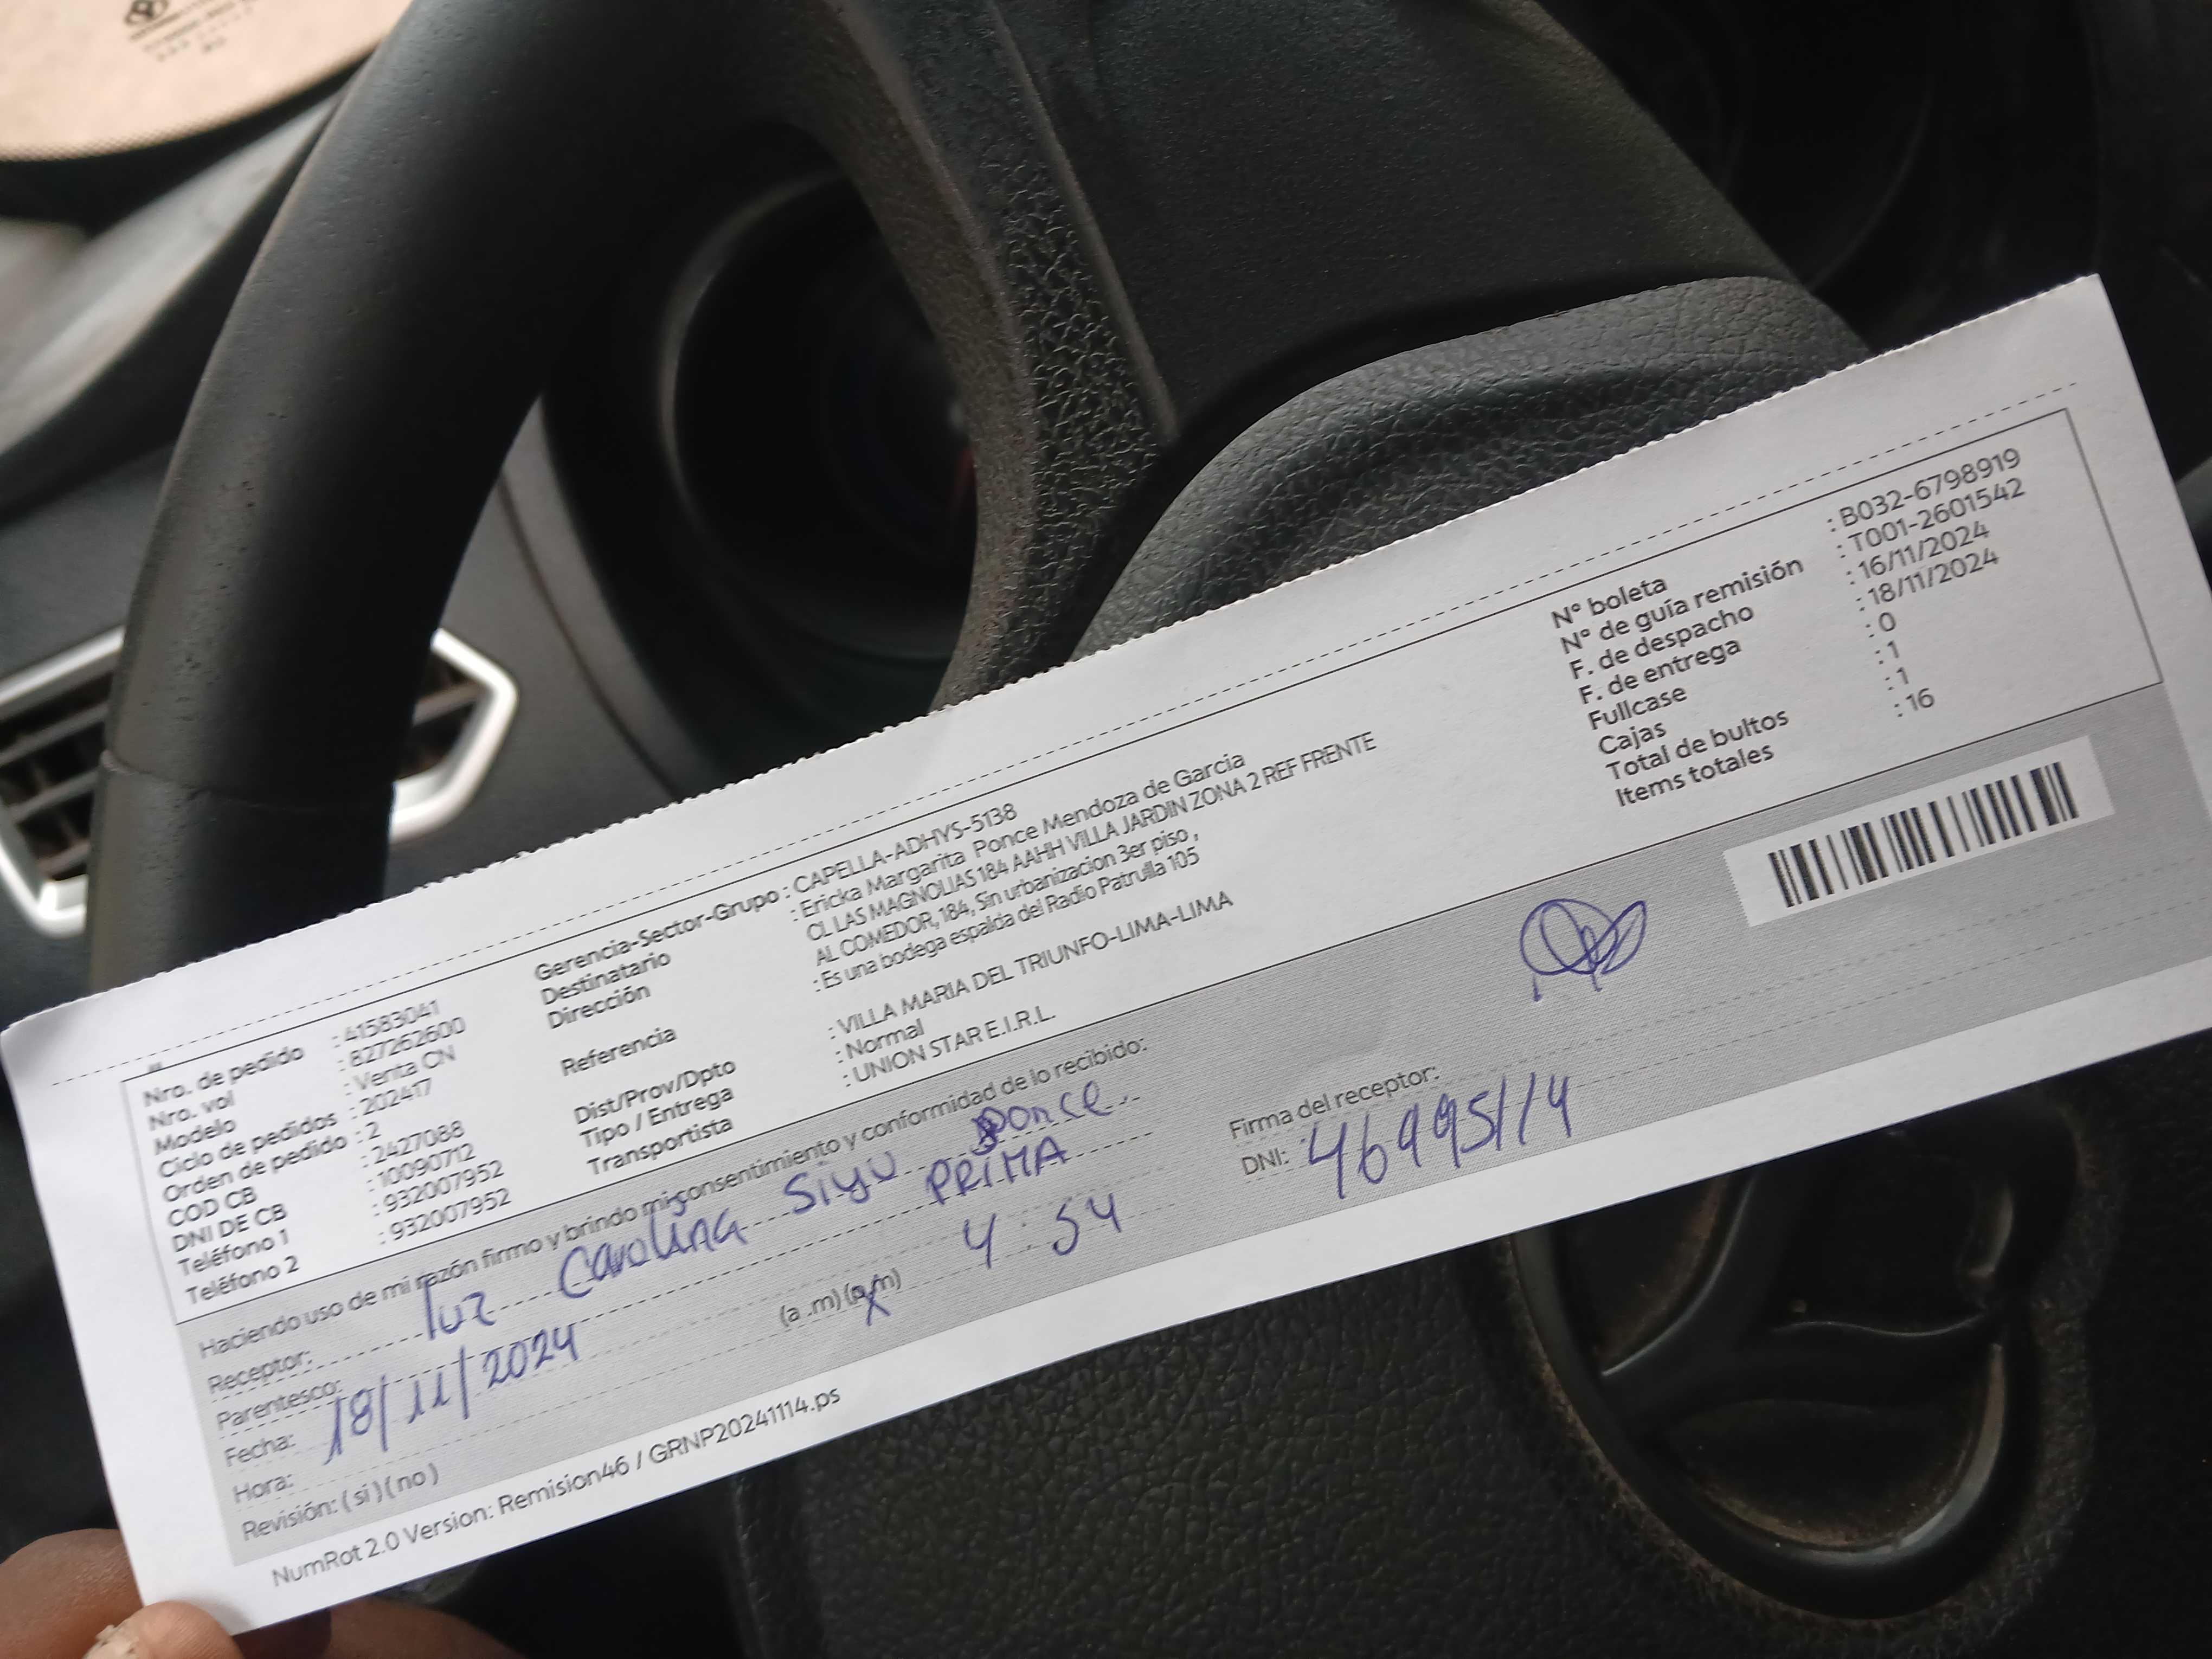 Nro. de pedido : 41583041
Nro. vol : 827262600
Modelo : Venta CN
Ciclo de pedidos : 202417
Orden de pedido : 2
COD CB : 2427088
DNI DE CB : 10090712
Teléfono 1 : 932007952
Teléfono 2 : 932007952
Gerencia-Sector-Grupo : CAPELLA-ADHYS-5138
Destinatario : Ericka Margarita Ponce Mendoza de Garcia
Dirección CL LAS MAGNOLIAS 184 AAHH VILLA JARDIN ZONA 2 REF FRENTE
AL COMEDOR, 184, Sin urbanizacion 3er piso ,
Referencia : Es una bodega espalda del Radio Patrulla 105
Dist/Prov/Dpto : VILLA MARIA DEL TRIUNFO-LIMA-LIMA
Tipo / Entrega : Normal
Transportista : UNION STAR E.I.R.L.
N° boleta : B032-6798919
N° de guía remisión : T001-2601542
F. de despacho : 16/11/2024
F. de entrega : 18/11/2024
Fullcase : 0
Cajas : 1
Total de bultos : 1
Items totales : 16
Haciendo uso de mi razón firmo y brindo mi consentimiento y conformidad de lo recibido:
Receptor: luz Carolina Siyu Ponce
Parentesco: PRIMA
Fecha: 18/11/2024
Hora: (a .m) (p.m) 4:54
Revisión: ( si ) ( no )
Firma del receptor:
DNI: 46995114
NumRot 2.0 Version: Remision46 / GRNP20241114.ps